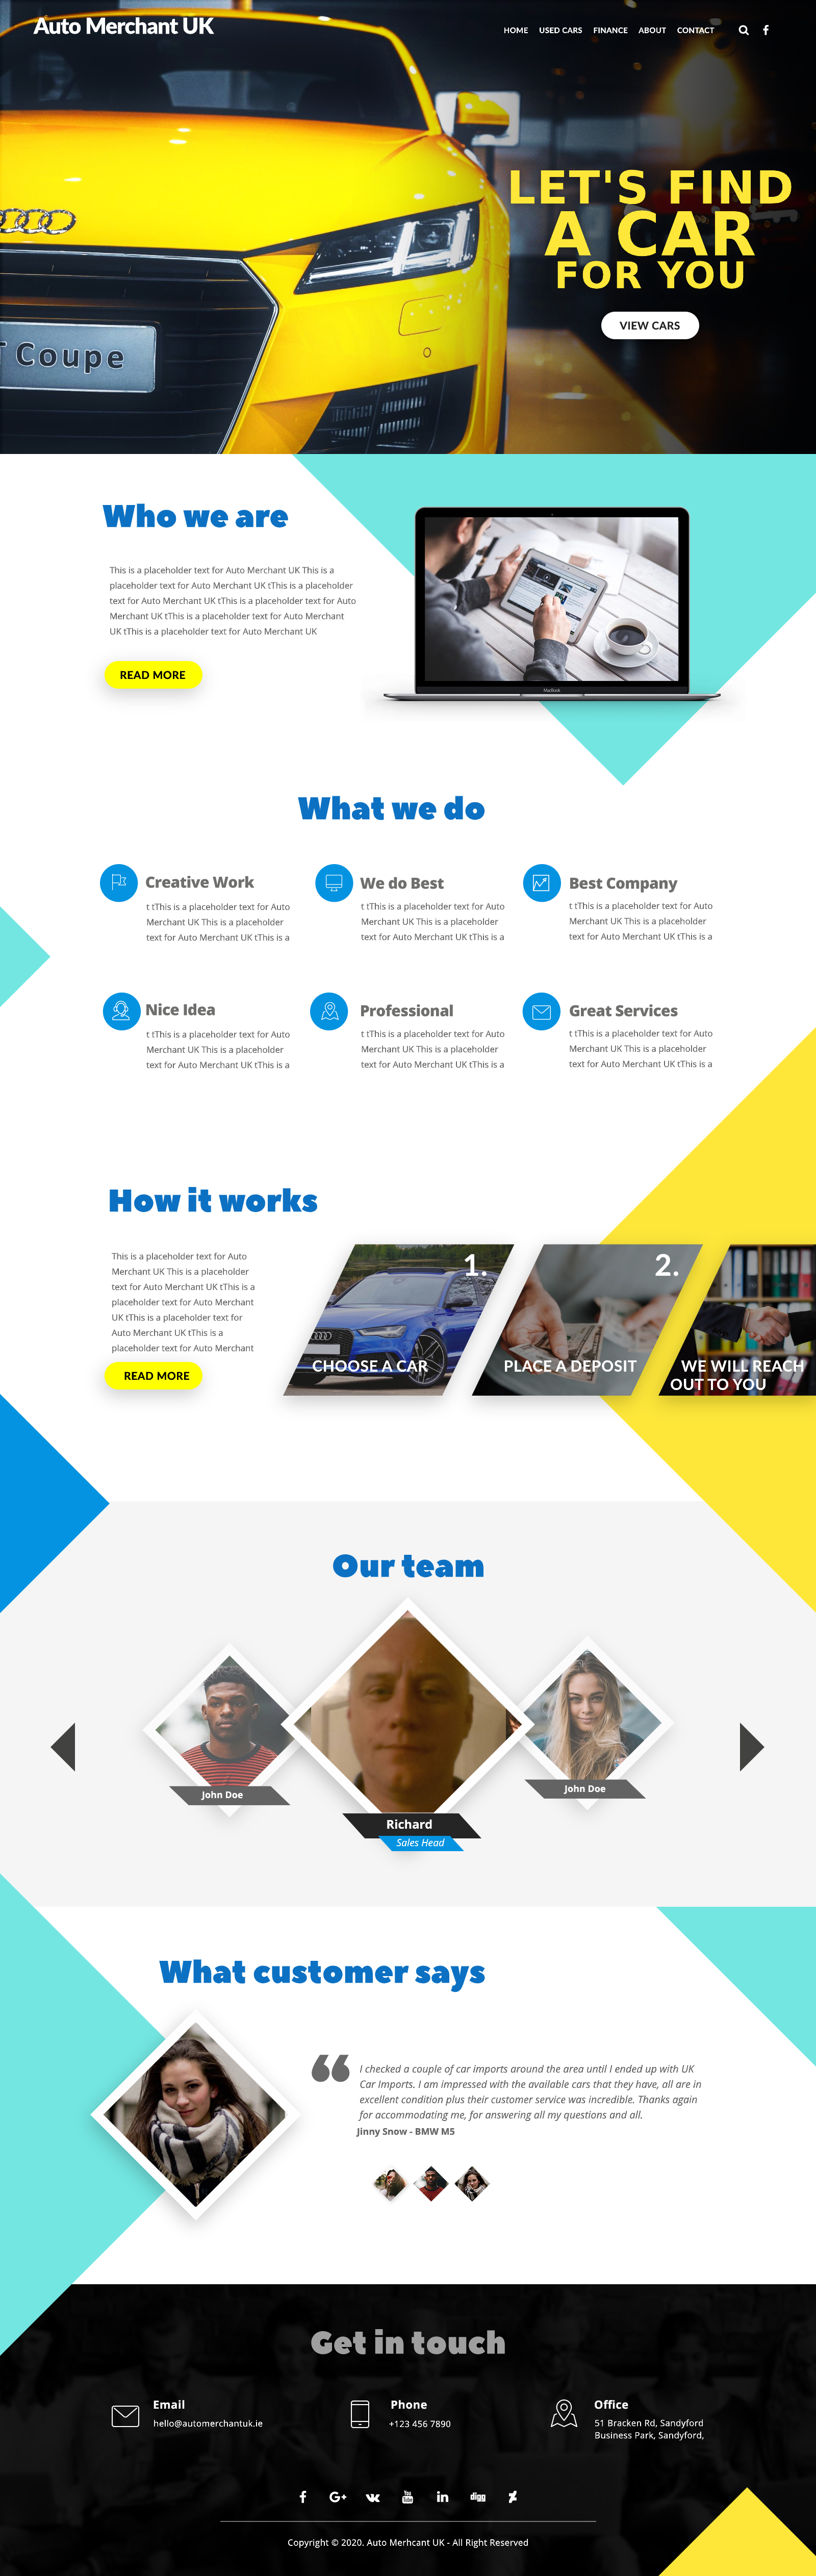 Auto Merchant UK
HOME USED CARS FINANCE ABOUT CONTACT
LET'S FIND
A CAR
FOR YOU
VIEW CARS
Coupe
Who we are
This is a placeholder text for Auto Merchant UK This is a
placeholder text for Auto Merchant UK tThis is a placeholder
text for Auto Merchant UK tThis is a placeholder text for Auto
Merchant UK tThis is a placeholder text for Auto Merchant
UK tThis is a placeholder text for Auto Merchant UK
READ MORE
MacBook
What we do
Creative Work
t tThis is a placeholder text for Auto
Merchant UK This is a placeholder
text for Auto Merchant UK tThis is a
We do Best
t tThis is a placeholder text for Auto
Merchant UK This is a placeholder
text for Auto Merchant UK tThis is a
Best Company
t tThis is a placeholder text for Auto
Merchant UK This is a placeholder
text for Auto Merchant UK tThis is a
Nice Idea
t tThis is a placeholder text for Auto
Merchant UK This is a placeholder
text for Auto Merchant UK tThis is a
Professional
t tThis is a placeholder text for Auto
Merchant UK This is a placeholder
text for Auto Merchant UK tThis is a
Great Services
t tThis is a placeholder text for Auto
Merchant UK This is a placeholder
text for Auto Merchant UK tThis is a
How it works
This is a placeholder text for Auto
Merchant UK This is a placeholder
text for Auto Merchant UK tThis is a
placeholder text for Auto Merchant
UK tThis is a placeholder text for
Auto Merchant UK tThis is a
placeholder text for Auto Merchant
READ MORE
1.
CHOOSE A CAR
2.
PLACE A DEPOSIT
WE WILL REACH
OUT TO YOU
Our team
John Doe
Richard
Sales Head
John Doe
What customer says
I checked a couple of car imports around the area until I ended up with UK
Car Imports. I am impressed with the available cars that they have, all are in
excellent condition plus their customer service was incredible. Thanks again
for accommodating me, for answering all my questions and all.
Jinny Snow - BMW M5
Get in touch
Email
hello@automerchantuk.ie
Phone
+123 456 7890
Office
51 Bracken Rd, Sandyford
Business Park, Sandyford,
Copyright © 2020. Auto Merhcant UK - All Right Reserved